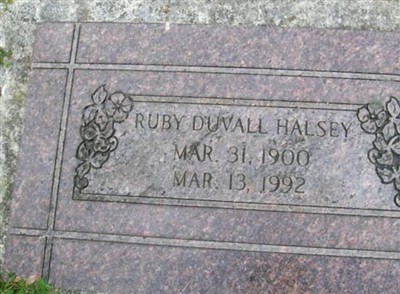 RUBY DUVALL HALSEY
MAR. 31, 1900
MAR. 13, 1992